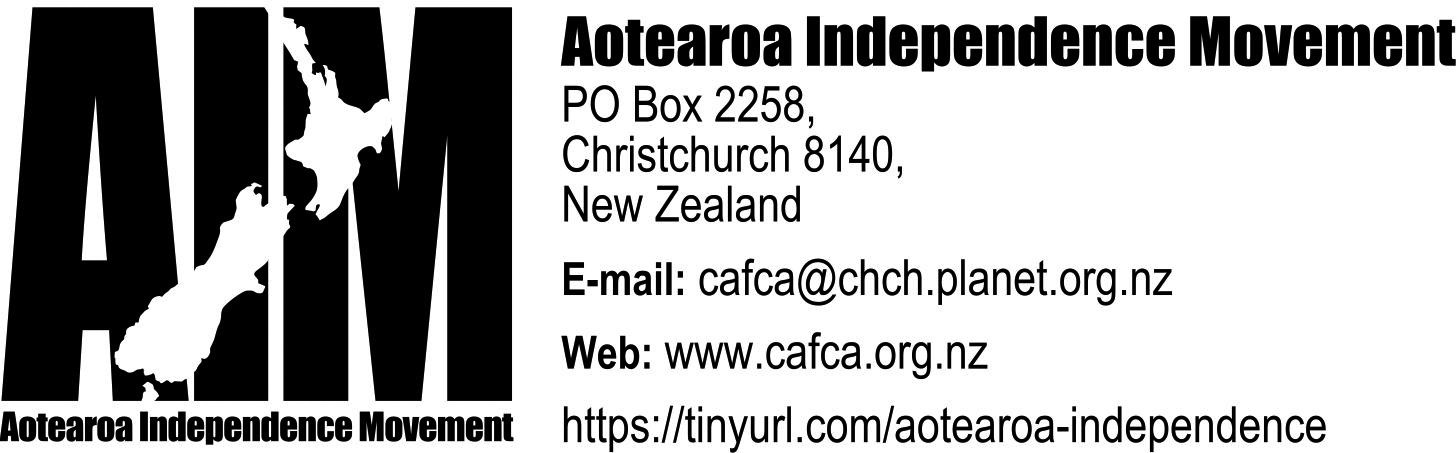 AIM
Aotearoa Independence Movement
Aotearoa Independence Movement
PO Box 2258,
Christchurch 8140,
New Zealand
E-mail: cafca@chch.planet.org.nz
Web: www.cafca.org.nz
https://tinyurl.com/aotearoa-independence